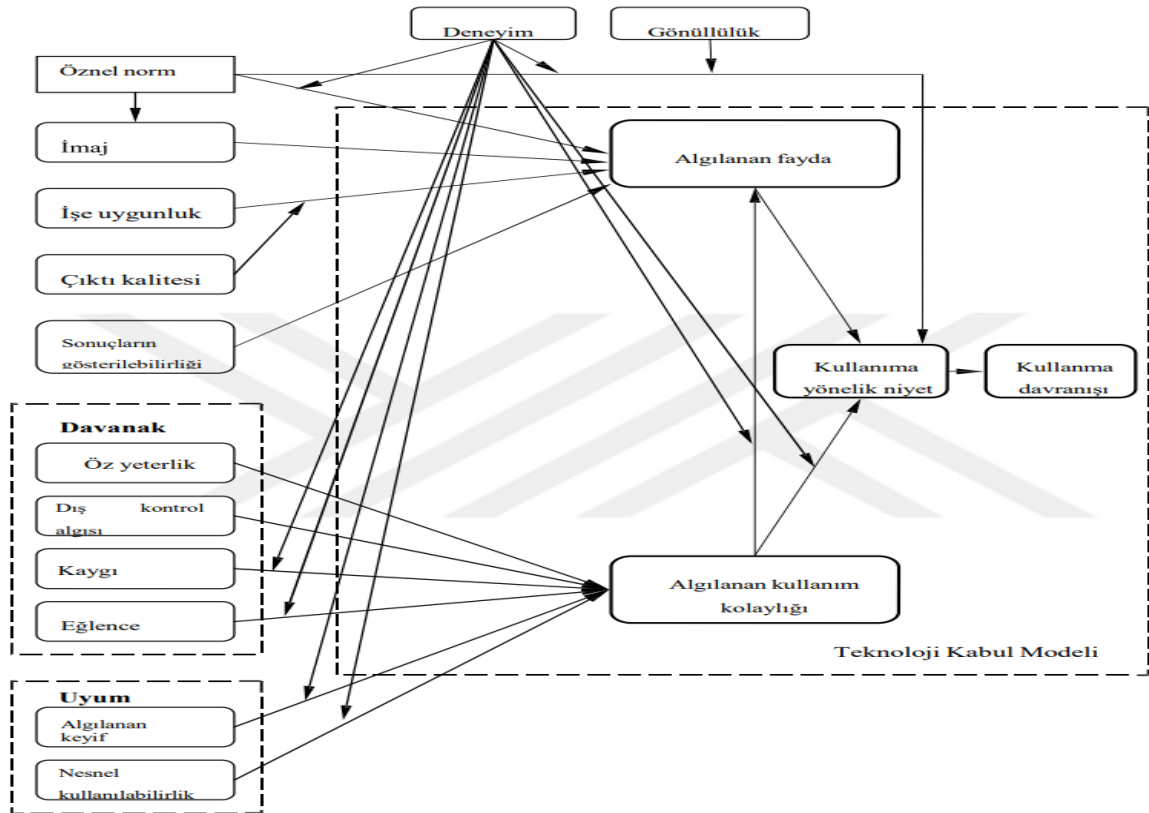 Deneyim
Gönüllülük
Öznel norm
İmaj
İşe uygunluk
Çıktı kalitesi
Sonuçların
gösterilebilirliği
Algılanan fayda
Kullanıma
yönelik niyet
Kullanma
davranışı
Davanak
Öz yeterlik
Dış kontrol
algısı
Kaygı
Eğlence
Algılanan kullanım
kolaylığı
Teknoloji Kabul Modeli
Uyum
Algılanan
keyif
Nesnel
kullanılabilirlik